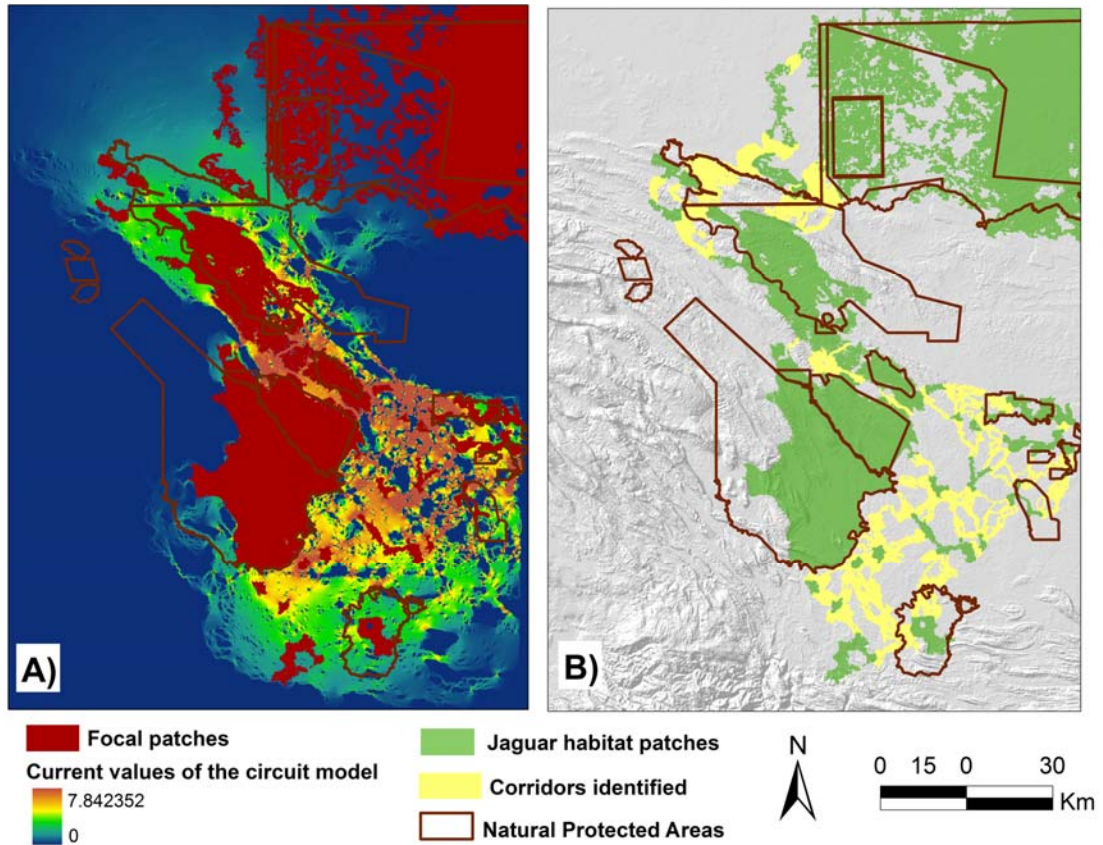 A)
B)
Focal patches
Current values of the circuit model
7.842352
0
Jaguar habitat patches
Corridors identified
Natural Protected Areas
N
0 15 0 30
Km